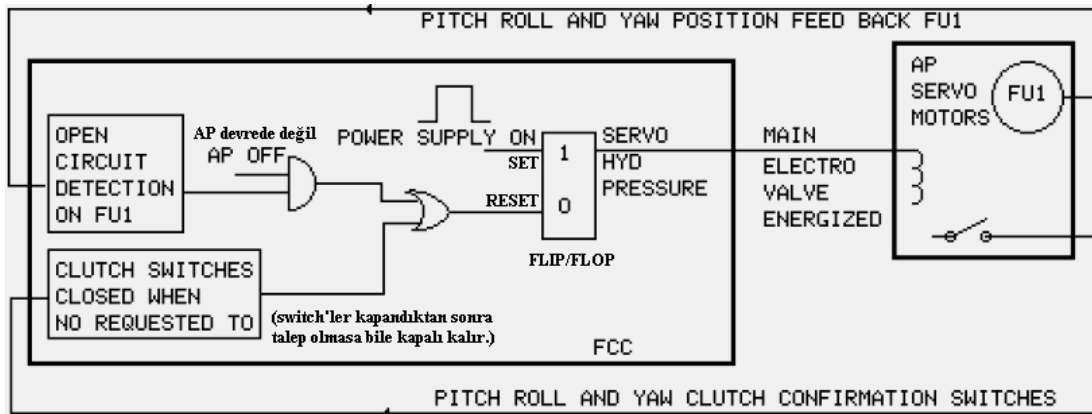 PITCH ROLL AND YAW POSITION FEED BACK FU1
AP
SERVO
MOTORS
FU1
OPEN
CIRCUIT
DETECTION
ON FU1
AP devrede değil
AP OFF
POWER SUPPLY ON
SET
1
RESET
0
FLIP/FLOP
SERVO
HYD
PRESSURE
MAIN
ELECTRO
VALVE
ENERGIZED
CLUTCH SWITCHES
CLOSED WHEN
NO REQUESTED TO
(switch'ler kapandıktan sonra
talep olmasa bile kapalı kalır.)
FCC
PITCH ROLL AND YAW CLUTCH CONFIRMATION SWITCHES